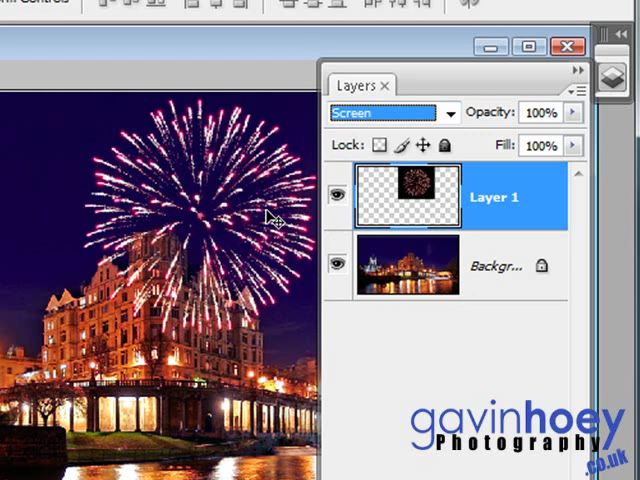 Layers ×
Screen Opacity: 100%
Lock: Fill: 100%
Layer 1
Backgr...
gavinhoey
Photography
.co.uk